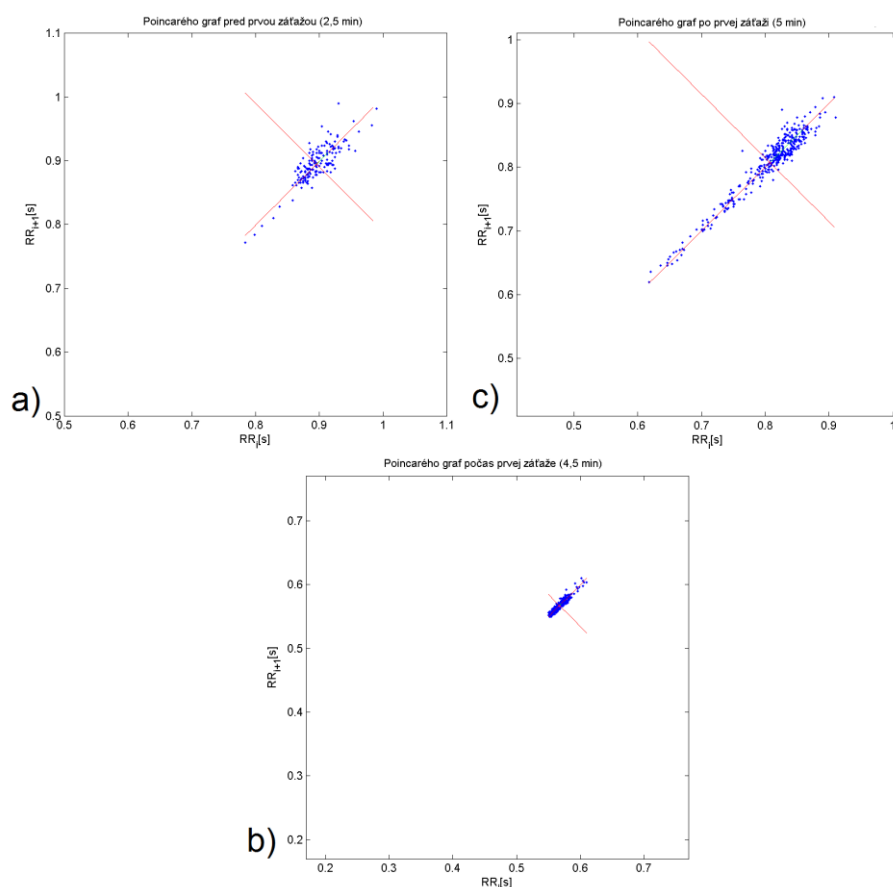 Poincarého graf pred prvou záťažou (2,5 min)
1.1
1
0.9
0.8
0.7
0.6
0.5
RRi+1[s]
0.5 0.6 0.7 0.8 0.9 1 1.1
RRi[s]
a)
Poincarého graf po prvej záťaži (5 min)
1
0.9
0.8
0.7
0.6
0.5
RRi+1[s]
0.5 0.6 0.7 0.8 0.9 1
RRi[s]
c)
Poincarého graf počas prvej záťaže (4,5 min)
0.7
0.6
0.5
0.4
0.3
0.2
RRi+1[s]
0.2 0.3 0.4 0.5 0.6 0.7
RRi[s]
b)